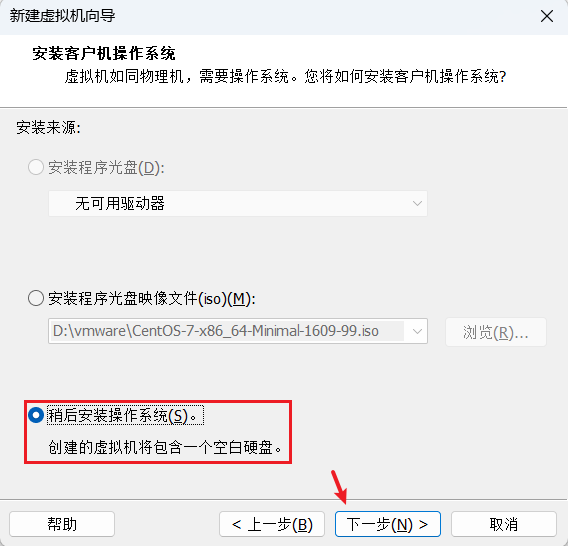 新建虚拟机向导
安装客户机操作系统
虚拟机如同物理机，需要操作系统。您将如何安装客户机操作系统?
安装来源:
安装程序光盘(D):
无可用驱动器
安装程序光盘映像文件(iso)(M):
D:\vmware\CentOS-7-x86_64-Minimal-1609-99.iso
浏览(R)...
稍后安装操作系统(S)。
创建的虚拟机将包含一个空白硬盘。
帮助
< 上一步(B)
下一步(N) >
取消